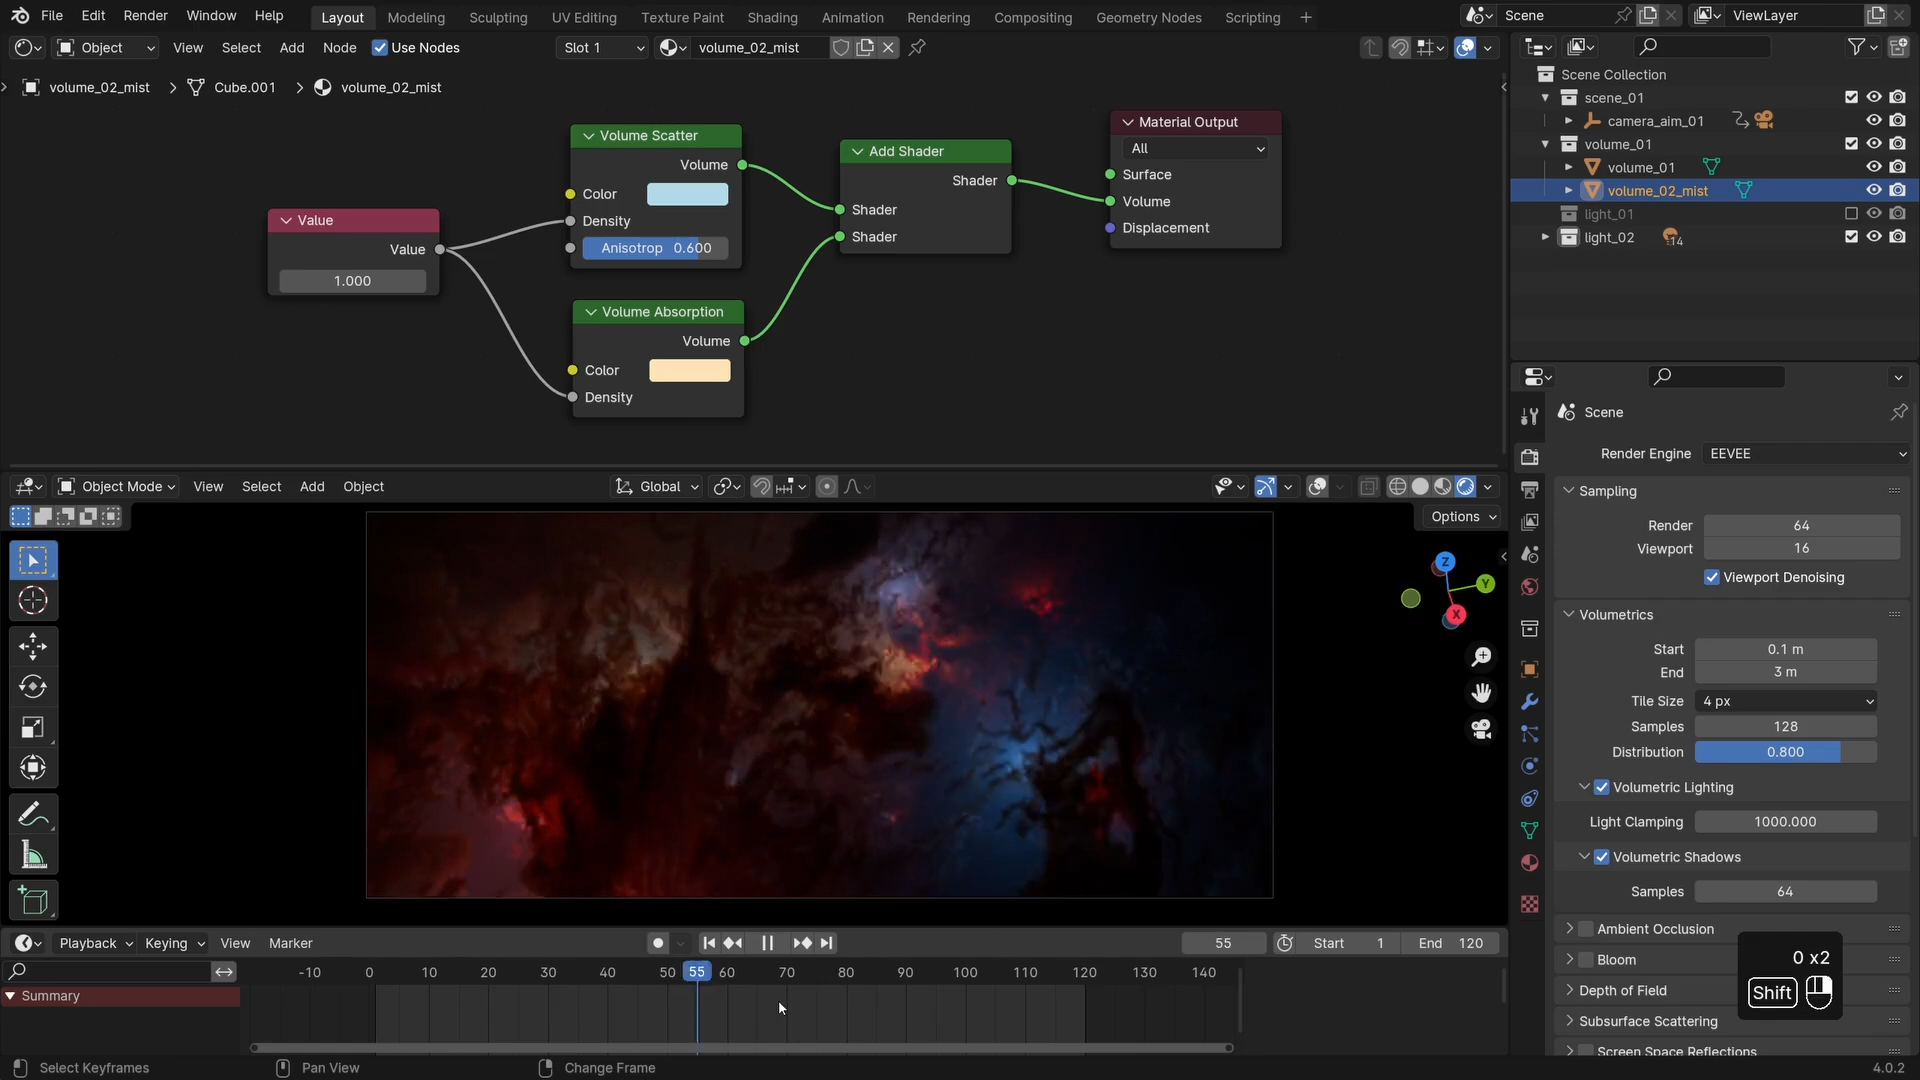 File Edit Render Window Help Layout Modeling Sculpting UV Editing Texture Paint Shading Animation Rendering Compositing Geometry Nodes Scripting + Scene ViewLayer
Object View Select Add Node Use Nodes Slot 1 volume_02_mist
volume_02_mist > Cube.001 > volume_02_mist
Value
Value
1.000
Volume Scatter
Volume
Color
Density
Anisotrop 0.600
Volume Absorption
Volume
Color
Density
Add Shader
Shader
Shader
Shader
Material Output
All
Surface
Volume
Displacement
Scene Collection
scene_01
camera_aim_01
volume_01
volume_01
volume_02_mist
light_01
light_02 14
Object Mode View Select Add Object Global
Options
Z
Y
X
Scene
Render Engine EEVEE
Sampling
Render 64
Viewport 16
Viewport Denoising
Volumetrics
Start 0.1 m
End 3 m
Tile Size 4 px
Samples 128
Distribution 0.800
Volumetric Lighting
Light Clamping 1000.000
Volumetric Shadows
Samples 64
Ambient Occlusion
Bloom
Depth of Field
Subsurface Scattering
Screen Space Reflections
0 x2
Shift
Playback Keying View Marker 55 Start 1 End 120
-10 0 10 20 30 40 50 55 60 70 80 90 100 110 120 130 140
Summary
Select Keyframes Pan View Change Frame 4.0.2